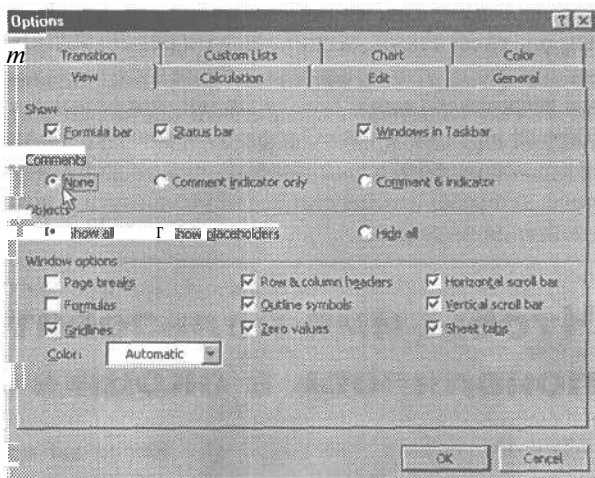 Options
m
Transition Custom Lists Chart Color
View Calculation Edit General
Show
Formula bar Status bar Windows in Taskbar
Comments
None Comment indicator only Comment & indicator
Objects
Show all Show placeholders Hide all
Window options
Page breaks Row & column headers Horizontal scroll bar
Formulas Outline symbols Vertical scroll bar
Gridlines Zero values Sheet tabs
Color: Automatic
OK Cancel